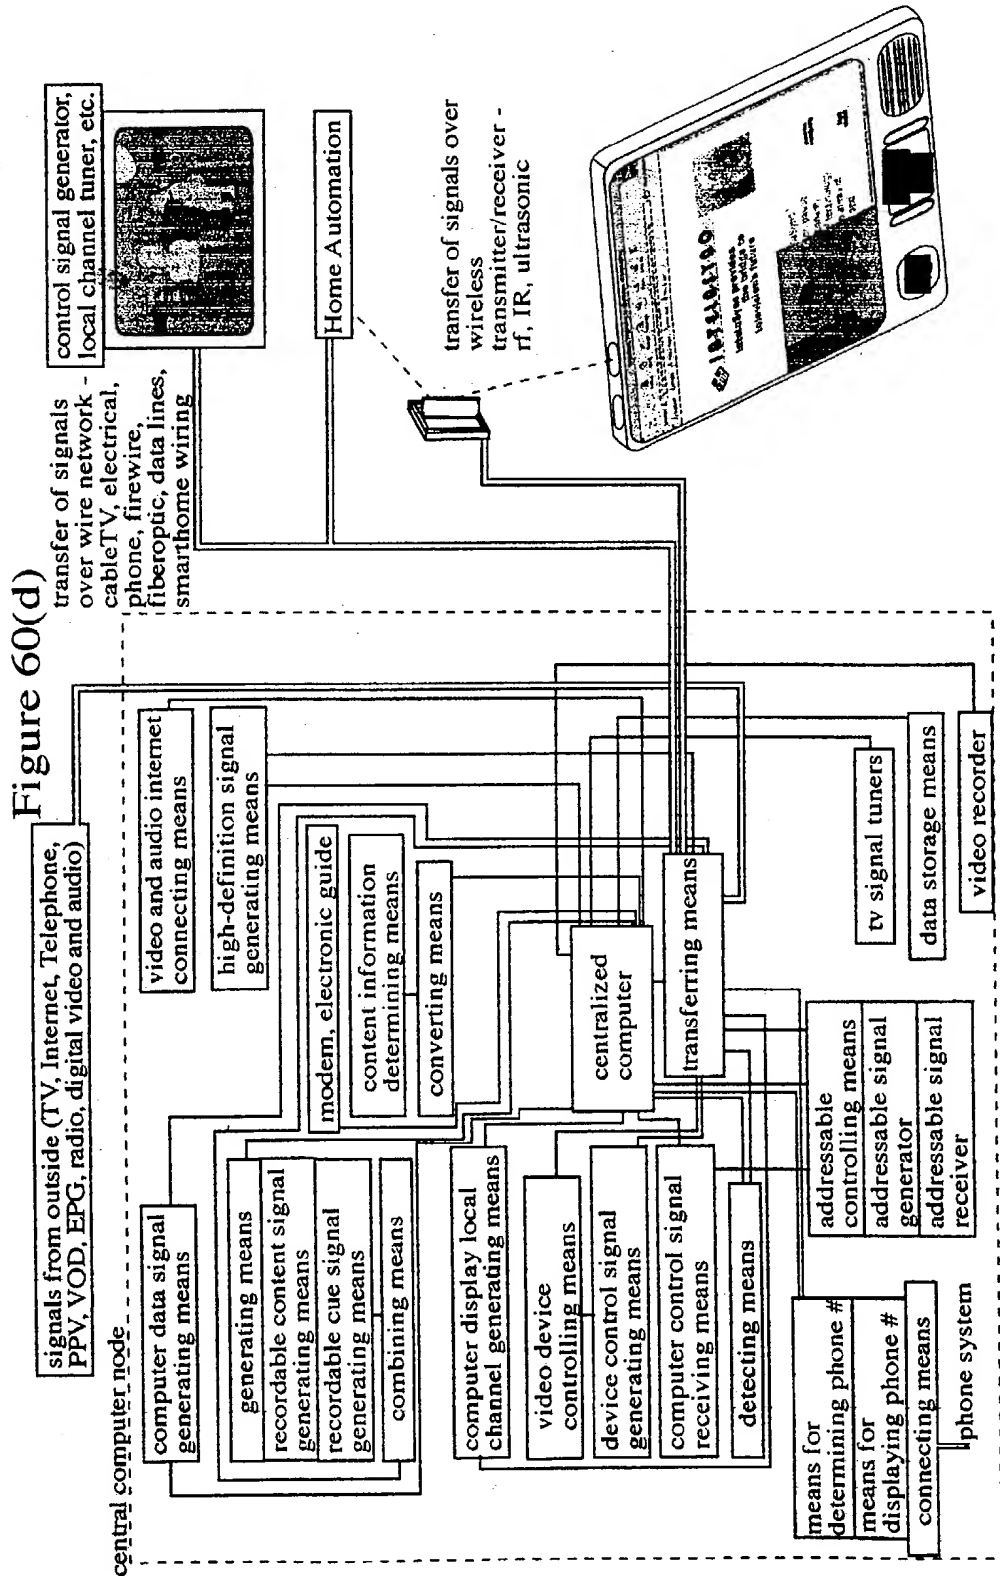 Figure 60(d)
signals from outside (TV, Internet, Telephone,
PPV, VOD, EPG, radio, digital video and audio)
central computer node
computer data signal
generating means
generating means
recordable content signal
generating means
recordable cue signal
generating means
combining means
computer display local
channel generating means
video device
controlling means
device control signal
generating means
computer control signal
receiving means
detecting means
means for
determining phone #
means for
displaying phone #
connecting means
phone system
video and audio internet
connecting means
high-definition signal
generating means
modem, electronic guide
content information
determining means
converting means
centralized
computer
transferring means
addressable
controlling means
addressable signal
generator
addressable signal
receiver
tv signal tuners
data storage means
video recorder
transfer of signals
over wire network -
cableTV, electrical,
phone, firewire,
fiberoptic, data lines,
smarthome wiring
control signal generator,
local channel tuner, etc.
Home Automation
transfer of signals over
wireless
transmitter/receiver -
rf, IR, ultrasonic
the bridge to